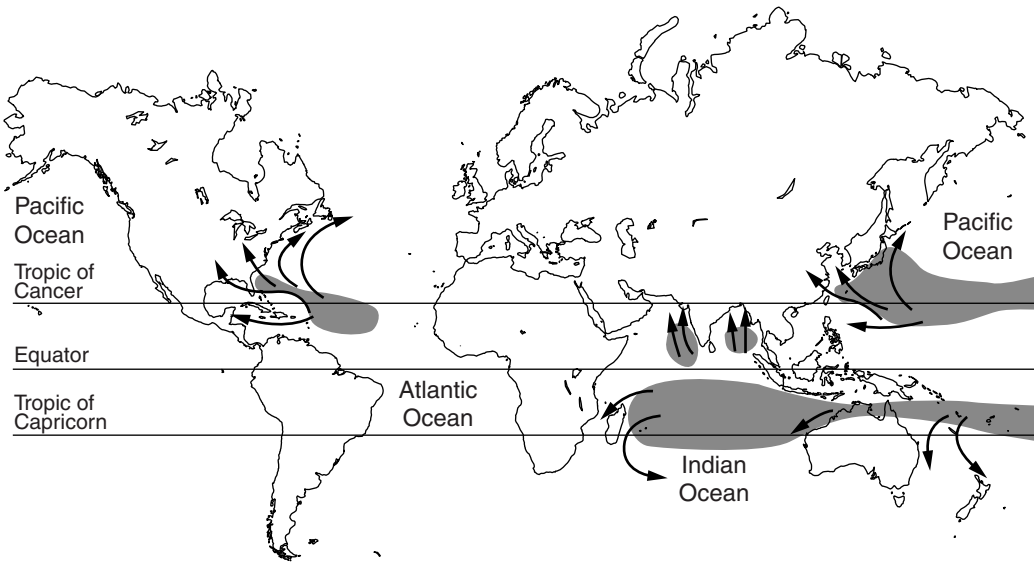 Pacific
Ocean
Tropic of
Cancer
Equator
Tropic of
Capricorn
Atlantic
Ocean
Indian
Ocean
Pacific
Ocean